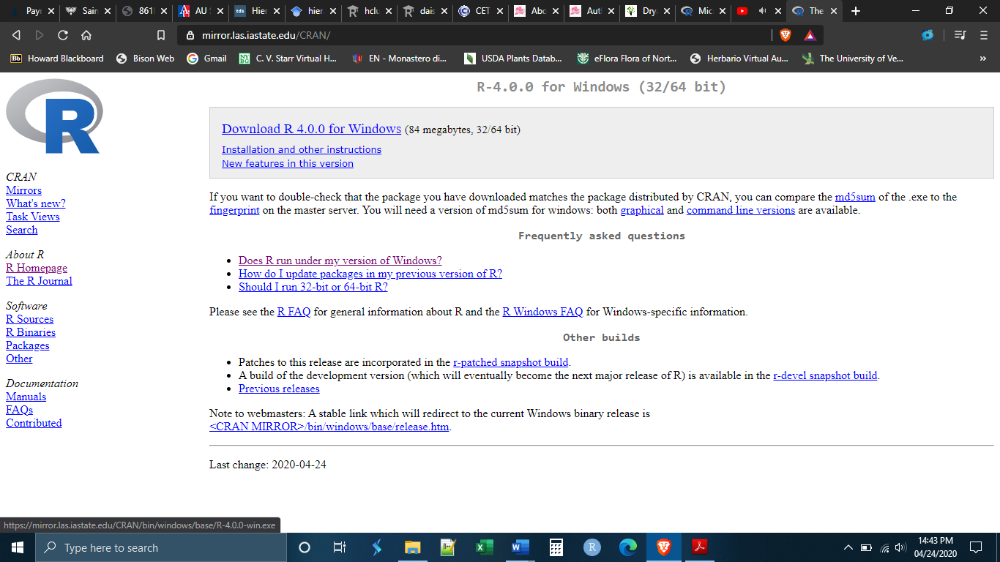 Payr
Sain
861
AU S
tds
Hier
hier
hclu
dais
CET
Abo
Auth
Drya
Mic
The
mirror.las.iastate.edu/CRAN/
Bb Howard Blackboard
Bison Web
Gmail
NYBG C. V. Starr Virtual H...
EN - Monastero di...
USDA Plants Datab...
eFlora Flora of Nort...
Herbario Virtual Au...
The University of Ve...
»
R
CRAN
Mirrors
What's new?
Task Views
Search
About R
R Homepage
The R Journal
Software
R Sources
R Binaries
Packages
Other
Documentation
Manuals
FAQs
Contributed
R-4.0.0 for Windows (32/64 bit)
Download R 4.0.0 for Windows (84 megabytes, 32/64 bit)
Installation and other instructions
New features in this version
If you want to double-check that the package you have downloaded matches the package distributed by CRAN, you can compare the md5sum of the .exe to the
fingerprint on the master server. You will need a version of md5sum for windows: both graphical and command line versions are available.
Frequently asked questions
• Does R run under my version of Windows?
• How do I update packages in my previous version of R?
• Should I run 32-bit or 64-bit R?
Please see the R FAQ for general information about R and the R Windows FAQ for Windows-specific information.
Other builds
• Patches to this release are incorporated in the r-patched snapshot build.
• A build of the development version (which will eventually become the next major release of R) is available in the r-devel snapshot build.
• Previous releases
Note to webmasters: A stable link which will redirect to the current Windows binary release is
<CRAN MIRROR>/bin/windows/base/release.htm.
Last change: 2020-04-24
https://mirror.las.iastate.edu/CRAN/bin/windows/base/R-4.0.0-win.exe
Type here to search
14:43 PM
04/24/2020